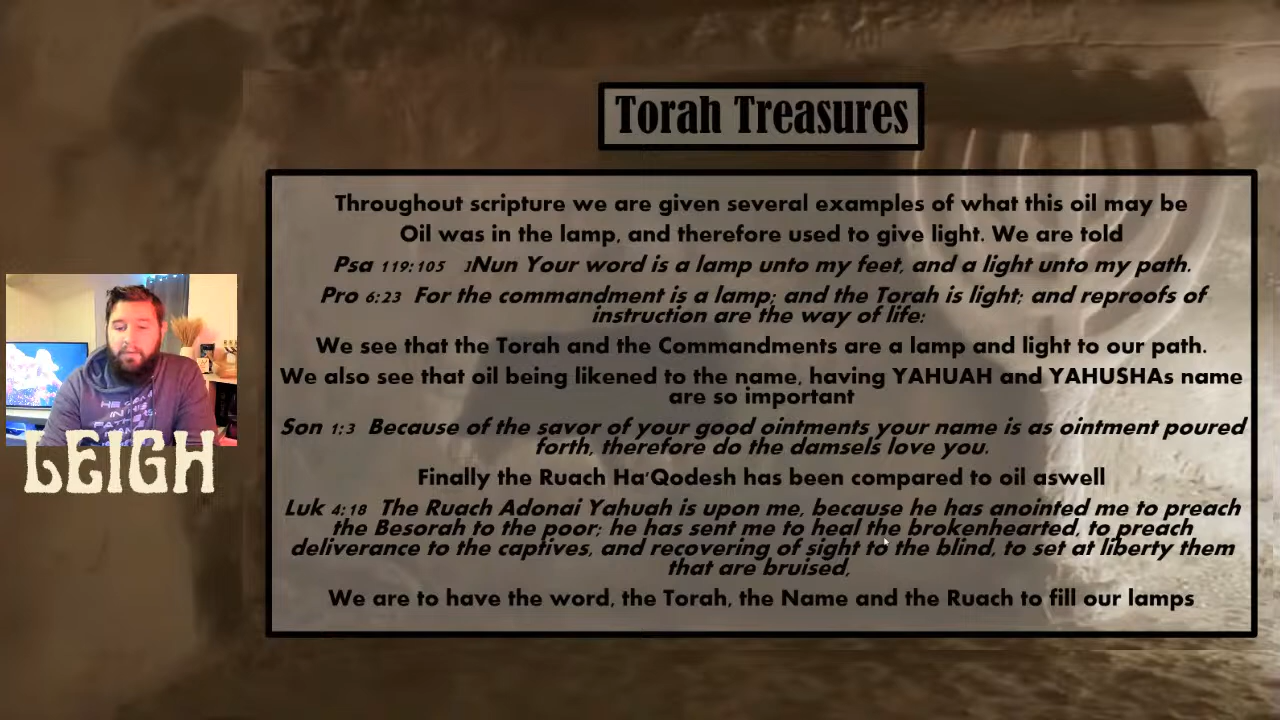 Torah Treasures
Throughout scripture we are given several examples of what this oil may be
Oil was in the lamp, and therefore used to give light. We are told
Psa 119:105 נNun Your word is a lamp unto my feet, and a light unto my path.
Pro 6:23 For the commandment is a lamp; and the Torah is light; and reproofs of
instruction are the way of life:
We see that the Torah and the Commandments are a lamp and light to our path.
We also see that oil being likened to the name, having YAHUAH and YAHUSHAs name
are so important
Son 1:3 Because of the savor of your good ointments your name is as ointment poured
forth, therefore do the damsels love you.
Finally the Ruach Ha'Qodesh has been compared to oil aswell
Luk 4:18 The Ruach Adonai Yahuah is upon me, because he has anointed me to preach
the Besorah to the poor; he has sent me to heal the brokenhearted, to preach
deliverance to the captives, and recovering of sight to the blind, to set at liberty them
that are bruised,
We are to have the word, the Torah, the Name and the Ruach to fill our lamps
IN HIS
LEIGH